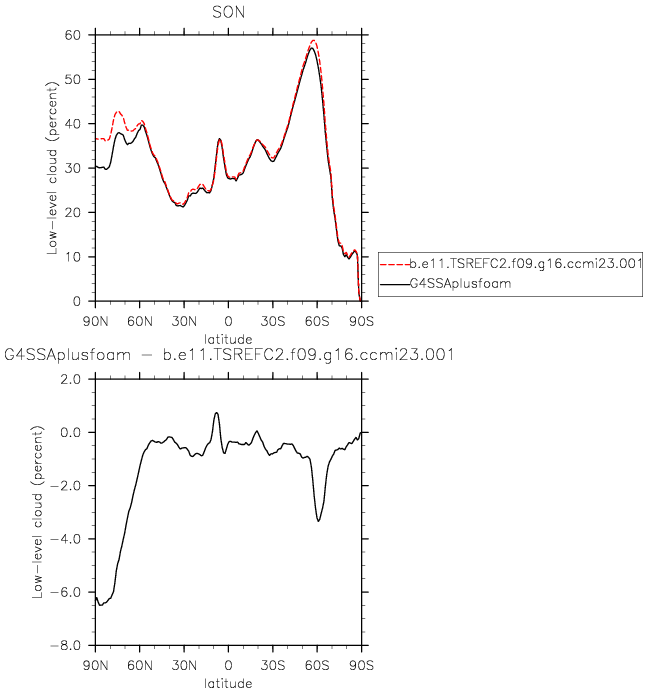 SON
60
50
40
30
20
10
0
Low-level cloud (percent)
90N 60N 30N 0 30S 60S 90S
latitude
b.e11.TSREFC2.f09.g16.ccmi23.001
G4SSAplusfoam
G4SSAplusfoam - b.e11.TSREFC2.f09.g16.ccmi23.001
2.0
0.0
-2.0
-4.0
-6.0
-8.0
Low-level cloud (percent)
90N 60N 30N 0 30S 60S 90S
latitude